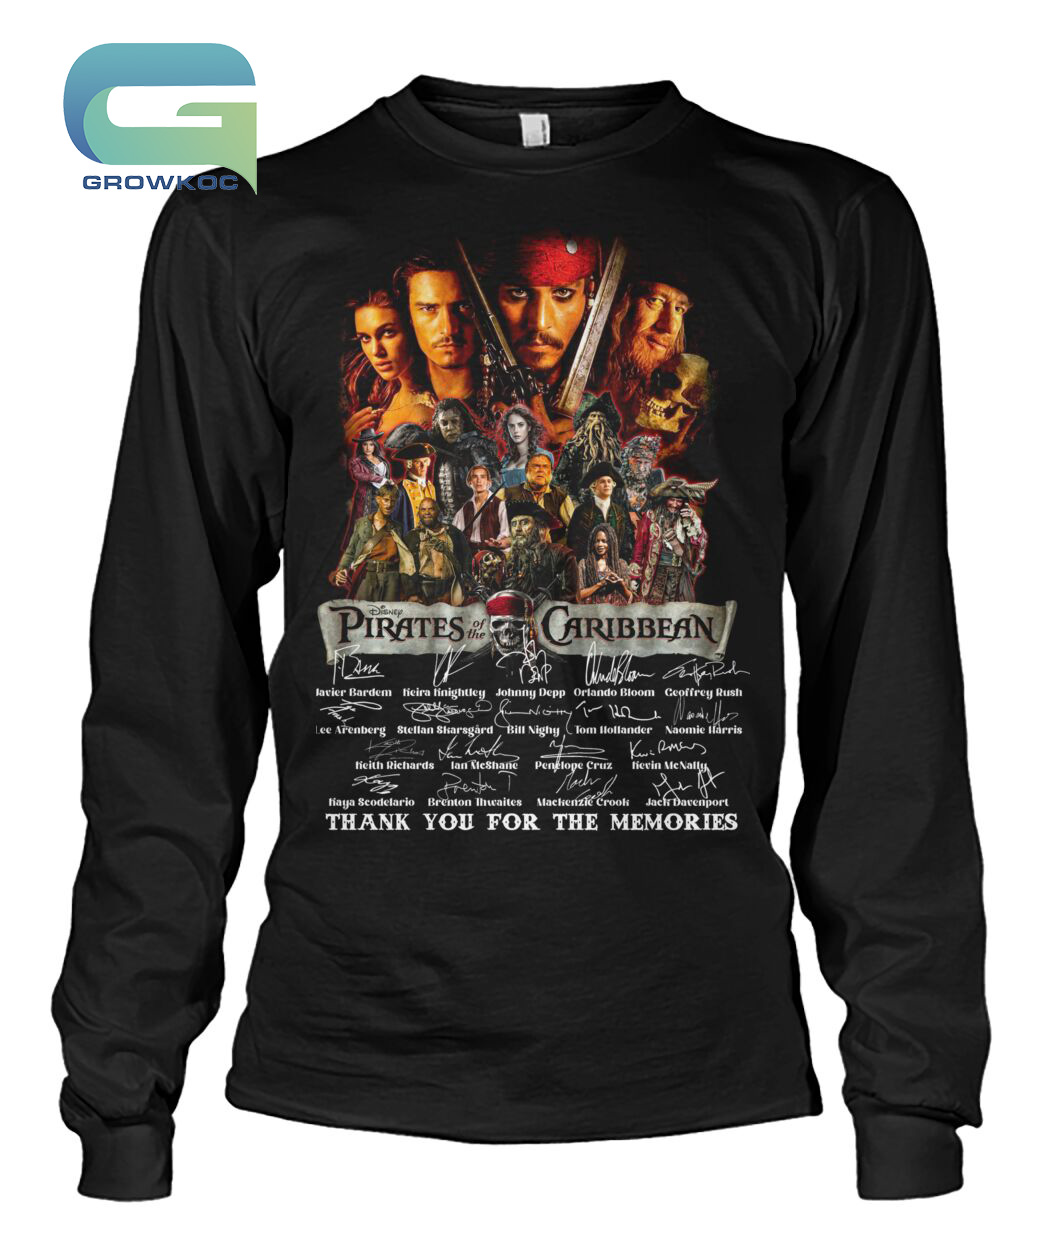 GROWKOC
Disney
PIRATES of the CARIBBEAN
Javier Bardem Keira Knightley Johnny Depp Orlando Bloom Geoffrey Rush
Lee Arenberg Stellan Skarsgård Bill Nighy Tom Hollander Naomie Harris
Keith Richards Ian McShane Penélope Cruz Kevin McNally
Kaya Scodelario Brenton Thwaites Mackenzie Crook Jack Davenport
THANK YOU FOR THE MEMORIES